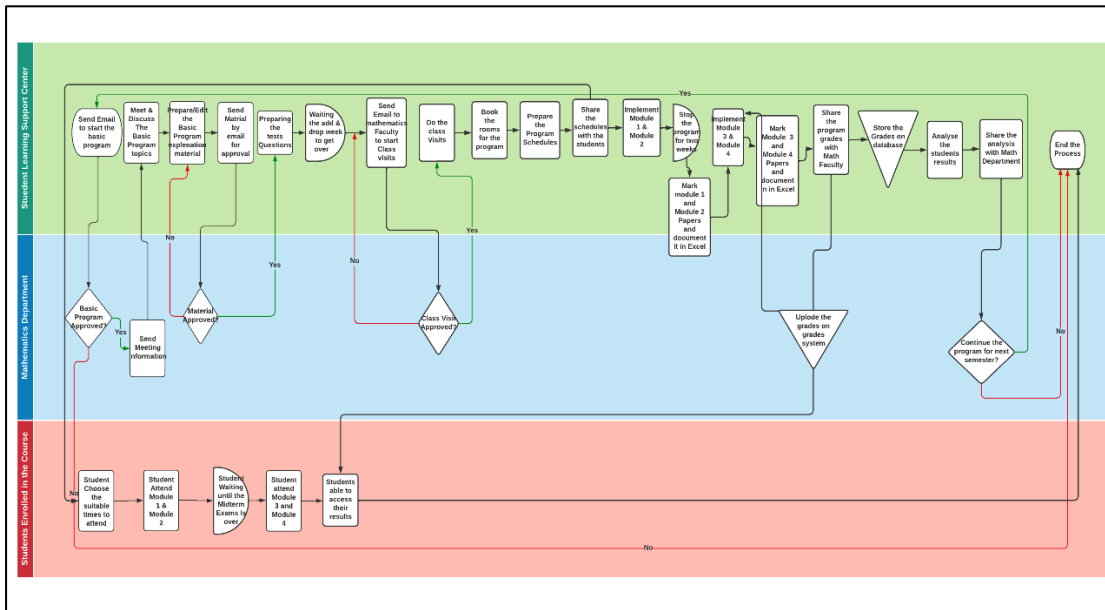 Stuedent Learning Support Center
Send Email
to start the
basic
program
Meet &
Discuss
The
Basic
Program
topics
Prepare/Edit
the
Basic
Program
explenation
material
Send
Matrial
by
email
for
approval
Preparing
the tests
Questions
Waiting
the add &
drop week
to get
over
Send
Email to
mathematics
Faculty
to start
Class
visits
Do the
class
Visits
Book
the
rooms
for the
program
Prepare
the
Program
Schedules
Share
the
schedules
with the
students
Implement
Module 1
& 2
Stop
the
program
for two
weeks
Mark
module 1
and
Module 2
Papers
and
document
it in Excel
Implement
Module
3 &
Module 4
Mark Module 3
and Module 4
Papers
and
document
n in Excel
Share
the
program
grades
with
Math
Faculty
Store the
Grades on
database
Analyse
the
students
results
Share the
analysis
with Math
Department
End the
Process
Yes
No
Yes
No
Yes
Mathematics Department
Basic
Program
Approved?
Yes
Send
Meeting
information
Material
Approved?
Class Visit
Approved?
Uplode the
grades on
grades
system
Continue the
program for next
semester?
No
Students Enrolled in the Course
No
Student
Choose
the
suitable
times to
attend
Student
Attend
Module
1 &
Module
2
Student
Waiting
until the
Midterm
Exams Is
over
Student
attend
Module
3 and
Module
4
Students
able to
access
their
results
No